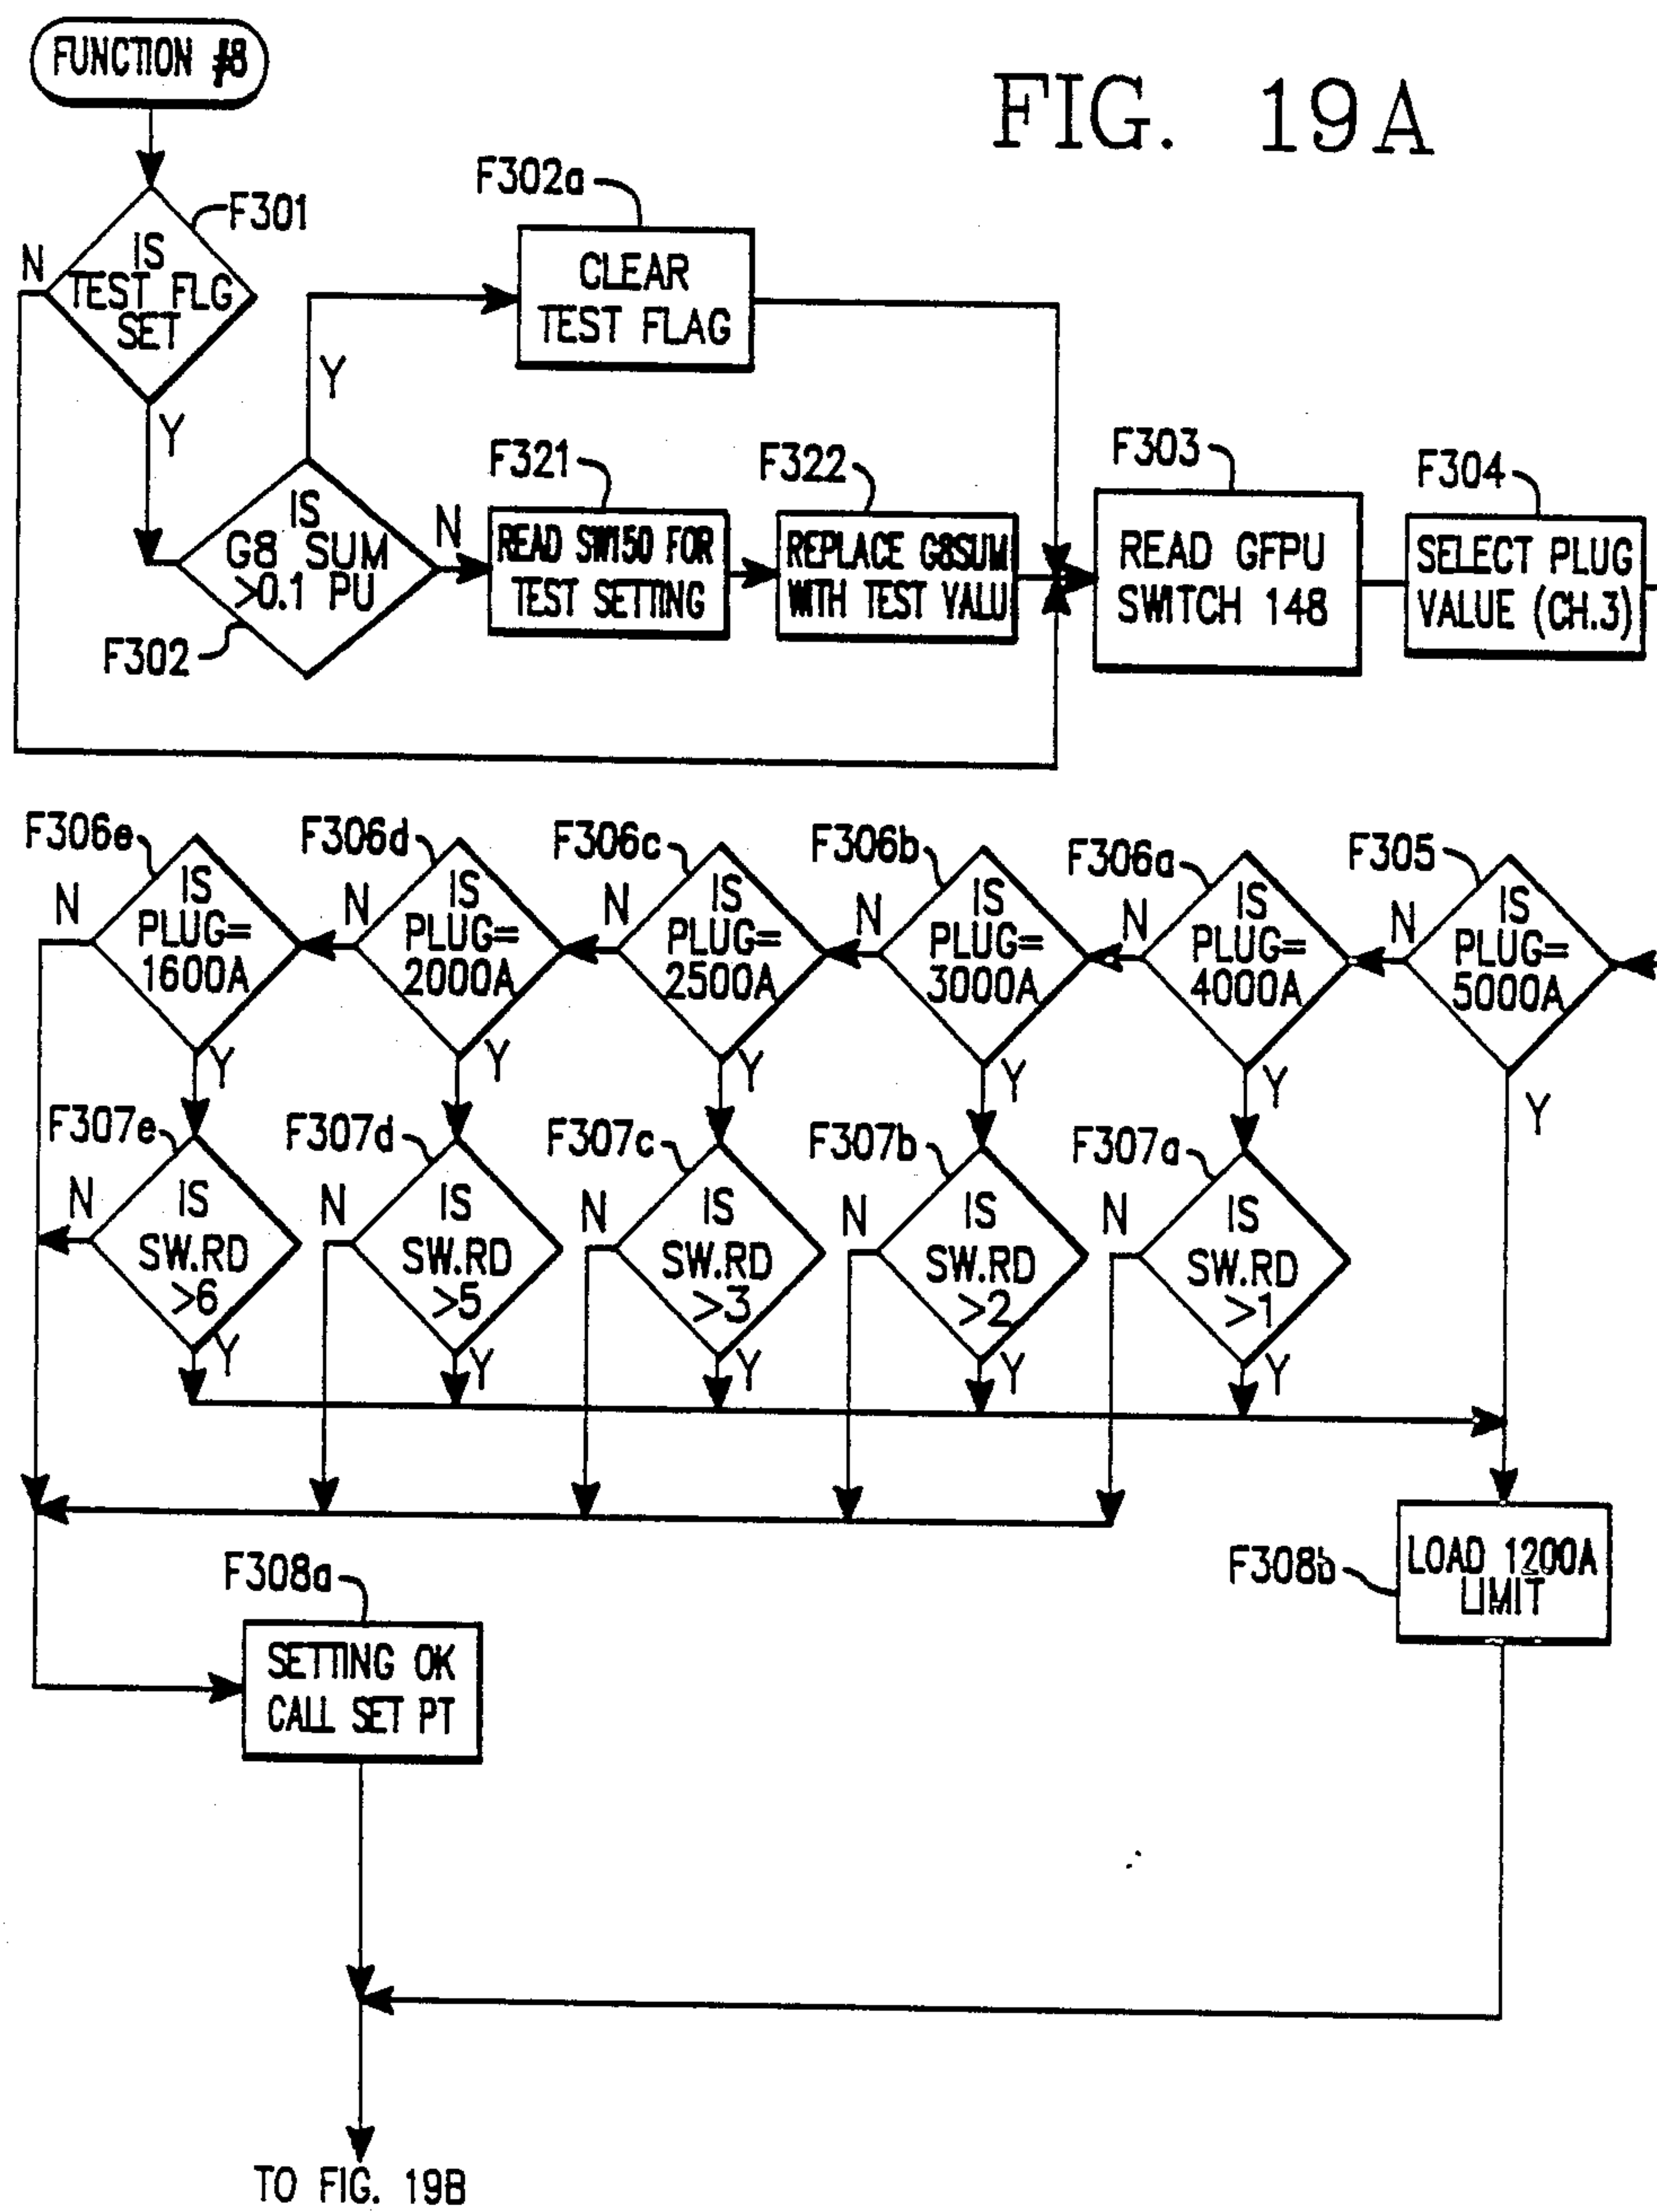 FUNCTION #8
FIG. 19A
F301
IS
TEST FLG
SET
N
Y
F302a
CLEAR
TEST FLAG
Y
IS
G8 SUM
>0.1 PU
F302
N
F321
READ SW150 FOR
TEST SETTING
F322
REPLACE G8SUM
WITH TEST VALU
F303
READ GFPU
SWITCH 148
F304
SELECT PLUG
VALUE (CH.3)
F306e
N
IS
PLUG=
1600A
Y
F306d
N
IS
PLUG=
2000A
Y
F306c
N
IS
PLUG=
2500A
Y
F306b
N
IS
PLUG=
3000A
Y
F306a
N
IS
PLUG=
4000A
Y
F305
N
IS
PLUG=
5000A
Y
F307e
N
IS
SW.RD
>6
Y
F307d
N
IS
SW.RD
>5
Y
F307c
N
IS
SW.RD
>3
Y
F307b
N
IS
SW.RD
>2
Y
F307a
N
IS
SW.RD
>1
Y
F308a
SETTING OK
CALL SET PT
F308b
LOAD 1200A
LIMIT
TO FIG. 19B